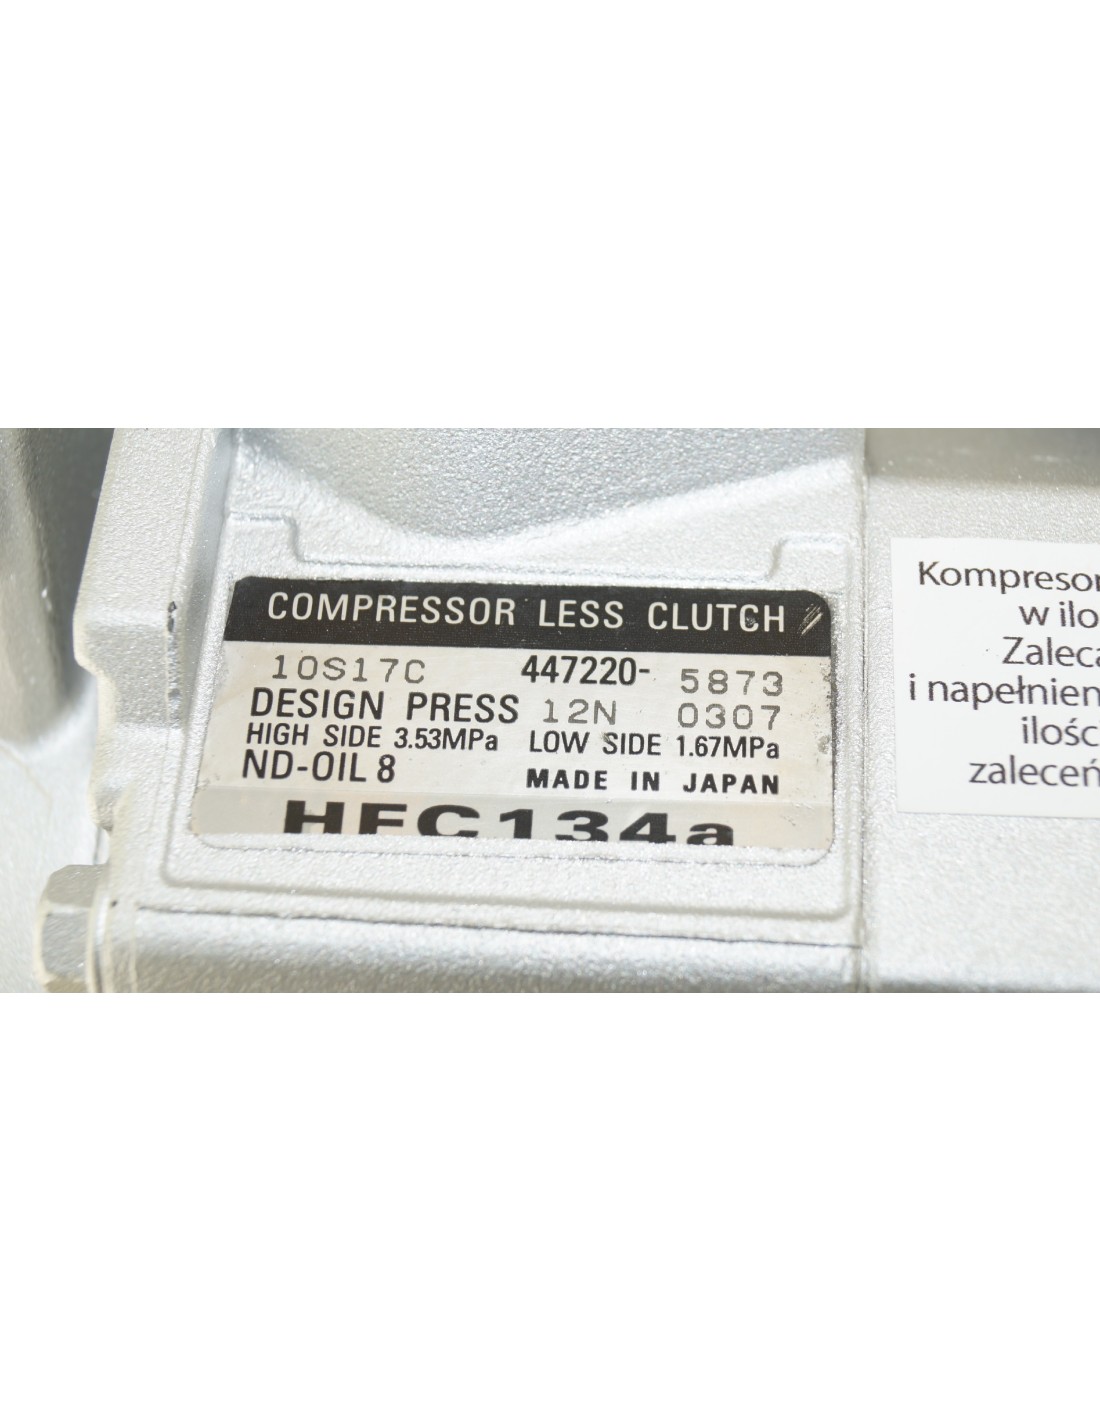 COMPRESSOR LESS CLUTCH
10S17C 447220- 5873
DESIGN PRESS 12N 0307
HIGH SIDE 3.53MPa LOW SIDE 1.67MPa
ND-OIL 8 MADE IN JAPAN
HFC134a
Kompresor
w ilo
Zaleca
i napełnien
ilośc
zaleceń